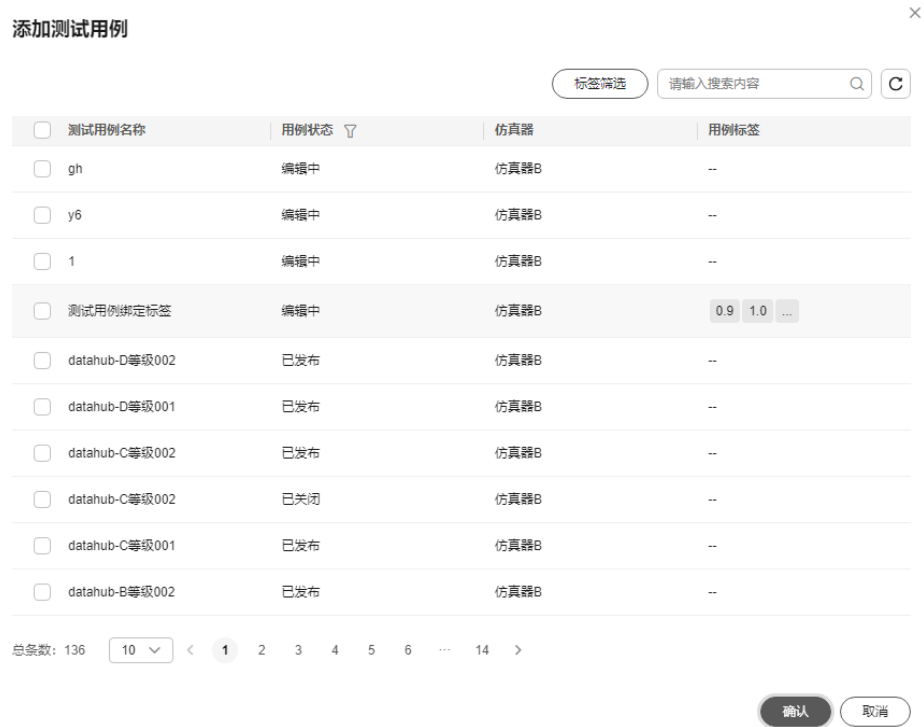 添加测试用例
标签筛选 请输入搜索内容
测试用例名称 用例状态 仿真器 用例标签
gh 编辑中 仿真器B --
y6 编辑中 仿真器B --
1 编辑中 仿真器B --
测试用例绑定标签 编辑中 仿真器B 0.9 1.0 ...
datahub-D等级002 已发布 仿真器B --
datahub-D等级001 已发布 仿真器B --
datahub-C等级002 已发布 仿真器B --
datahub-C等级002 已关闭 仿真器B --
datahub-C等级001 已发布 仿真器B --
datahub-B等级002 已发布 仿真器B --
总条数: 136 10 1 2 3 4 5 6 ... 14
确认 取消